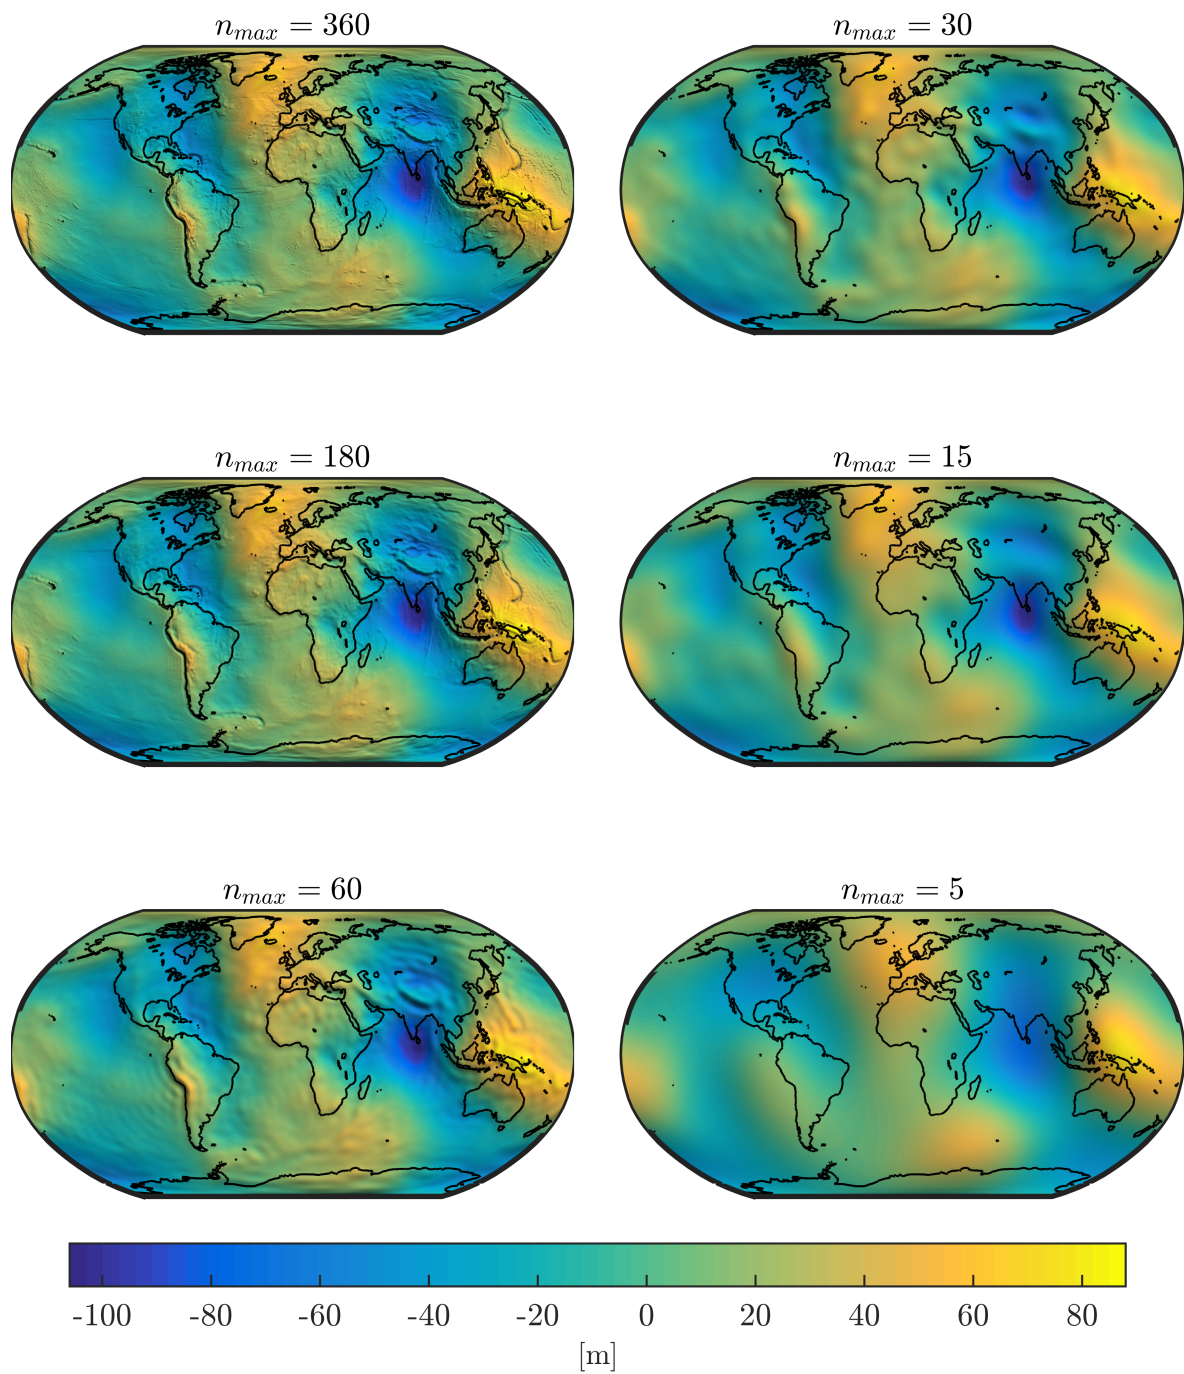 n_max = 360
n_max = 30
n_max = 180
n_max = 15
n_max = 60
n_max = 5
-100 -80 -60 -40 -20 0 20 40 60 80
[m]